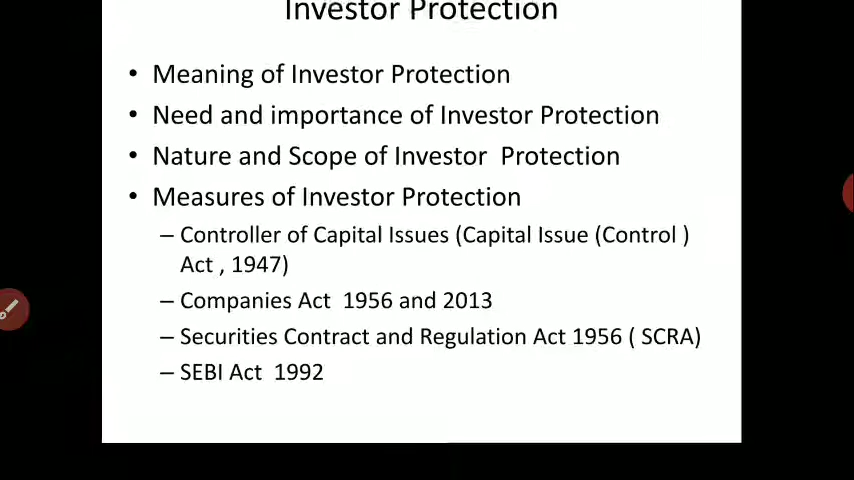 Investor Protection
• Meaning of Investor Protection
• Need and importance of Investor Protection
• Nature and Scope of Investor Protection
• Measures of Investor Protection
– Controller of Capital Issues (Capital Issue (Control )
Act , 1947)
– Companies Act 1956 and 2013
– Securities Contract and Regulation Act 1956 ( SCRA)
– SEBI Act 1992